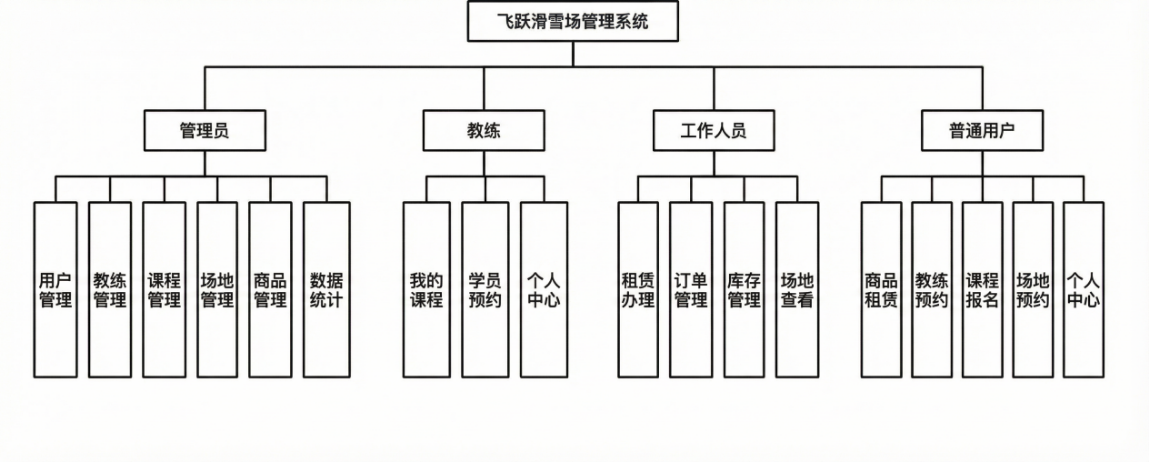 飞跃滑雪场管理系统
管理员
教练
工作人员
普通用户
用户
管理
教练
管理
课程
管理
场地
管理
商品
管理
数据
统计
我的
课程
学员
预约
个人
中心
租赁
办理
订单
管理
库存
管理
场地
查看
商品
租赁
教练
预约
课程
报名
场地
预约
个人
中心